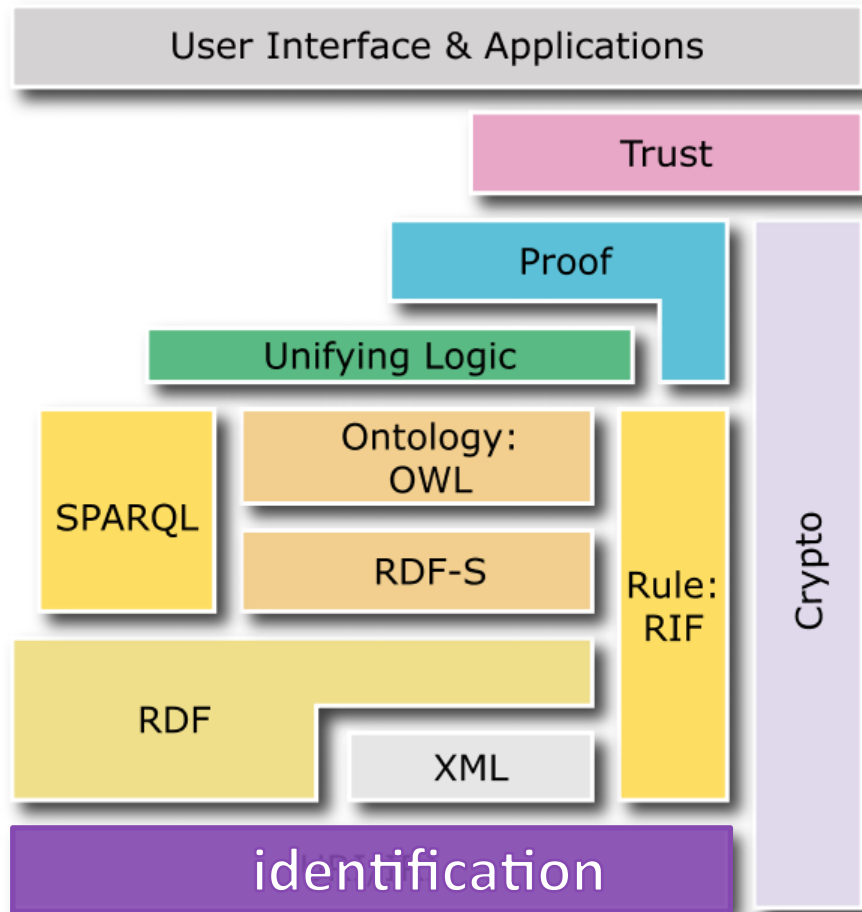 User Interface & Applications
Trust
Proof
Unifying Logic
Ontology:
OWL
SPARQL
RDF-S
Rule:
RIF
Crypto
RDF
XML
identification